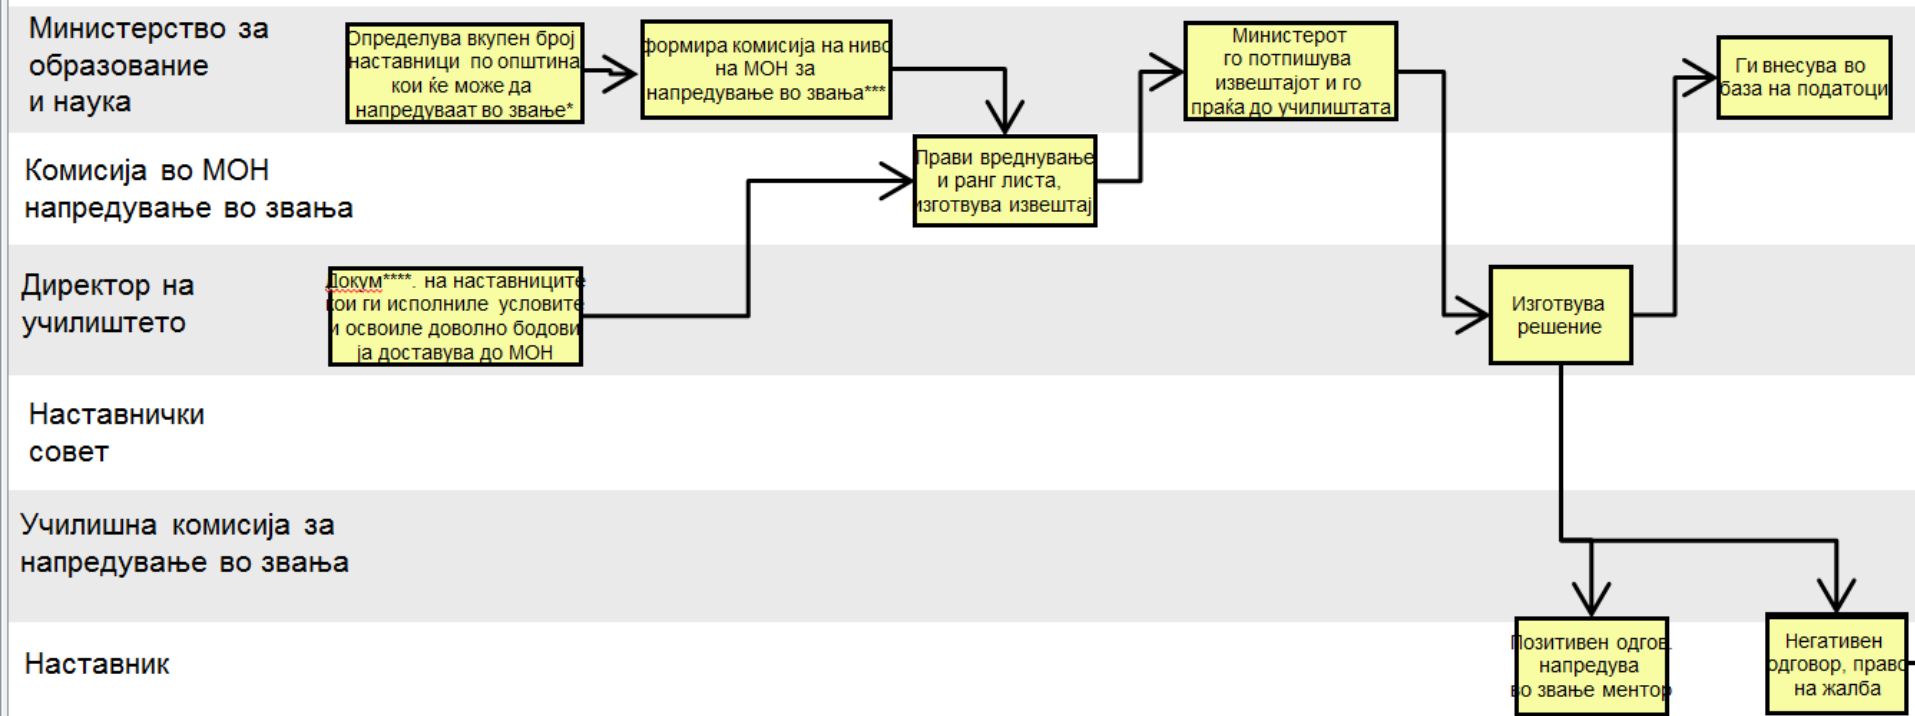 Министерство за
образование
и наука
Определува вкупен број
наставници по општина
кои ќе може да
напредуваат во звање*
формира комисија на ниво
на МОН за
напредување во звања***
Министерот
го потпишува
извештајот и го
праќа до училиштата
Ги внесува во
база на податоци
Комисија во МОН
напредување во звања
Прави вреднување
и ранг листа,
изготвува извештај
Директор на
училиштето
Докум****. на наставниците
кои ги исполниле условите
и освоиле доволно бодови
ја доставува до МОН
Изготвува
решение
Наставнички
совет
Училишна комисија за
напредување во звања
Наставник
Позитивен одгов.
напредува
во звање ментор
Негативен
одговор, право
на жалба